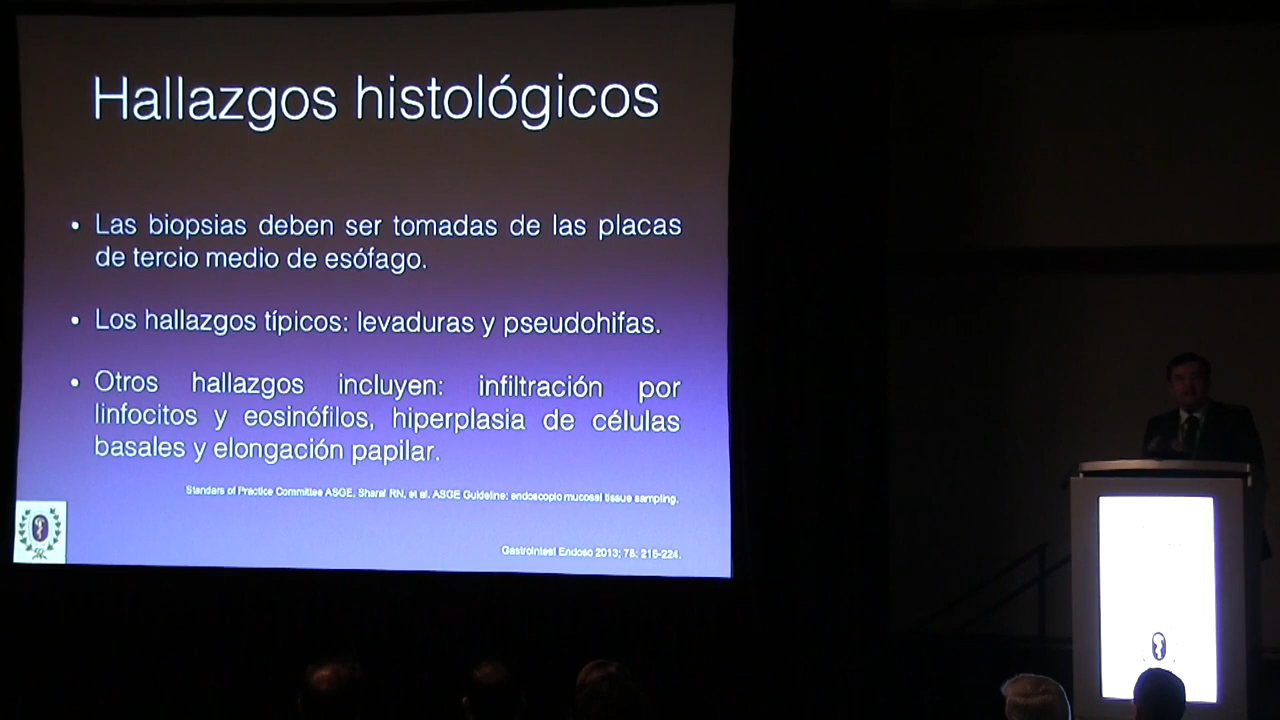 Hallazgos histológicos
• Las biopsias deben ser tomadas de las placas
de tercio medio de esófago.
• Los hallazgos típicos: levaduras y pseudohifas.
• Otros hallazgos incluyen: infiltración por
linfocitos y eosinófilos, hiperplasia de células
basales y elongación papilar.
Standars of Practice Committee ASGE, Sharaf RN, et al. ASGE Guideline: endoscopic mucosal tissue sampling.
Gastrointest Endosc 2013; 78: 216-224.